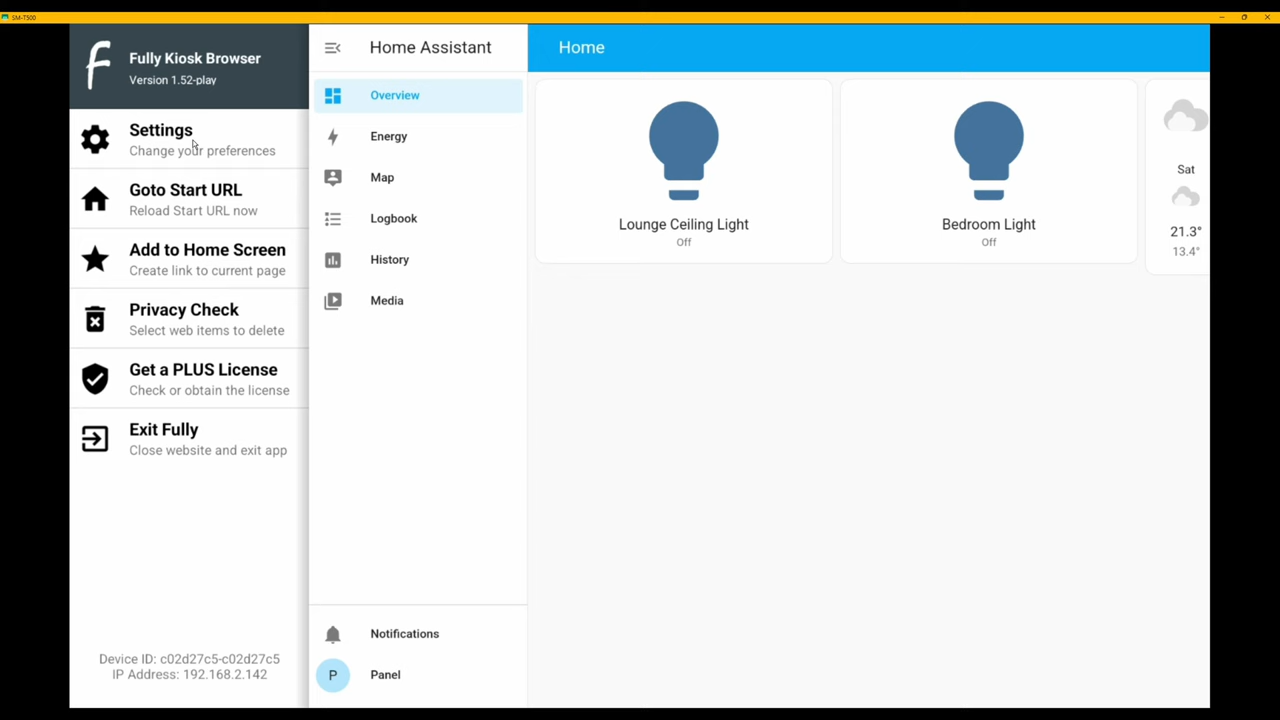 SM-T500
Fully Kiosk Browser
Version 1.52-play
Settings
Change your preferences
Goto Start URL
Reload Start URL now
Add to Home Screen
Create link to current page
Privacy Check
Select web items to delete
Get a PLUS License
Check or obtain the license
Exit Fully
Close website and exit app
Device ID: c02d27c5-c02d27c5
IP Address: 192.168.2.142
Home Assistant
Overview
Energy
Map
Logbook
History
Media
Notifications
P
Panel
Home
Lounge Ceiling Light
Off
Bedroom Light
Off
Sat
21.3°
13.4°